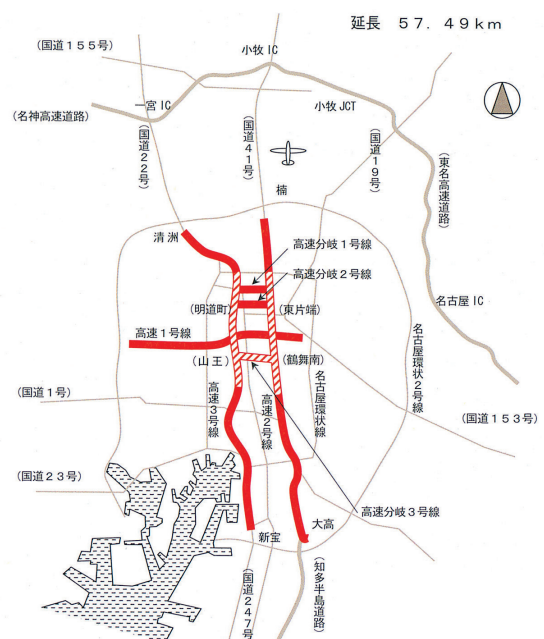 延長 57.49km
(国道155号)
小牧IC
一宮IC
小牧JCT
(名神高速道路)
(国道22号)
(国道41号)
(国道19号)
(東名高速道路)
楠
清洲
高速分岐1号線
高速分岐2号線
(明道町)
(東片端)
名古屋IC
高速1号線
(山王)
(鶴舞南)
名古屋環状2号線
(国道1号)
高速3号線
高速2号線
名古屋環状線
(国道153号)
(国道23号)
高速分岐3号線
新宝
大高
(国道247号)
(知多半島道路)